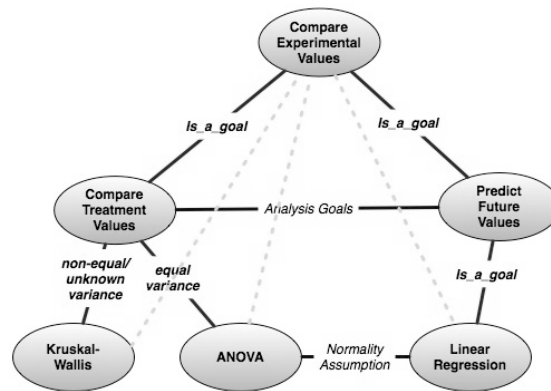 Compare
Experimental
Values
Is_a_goal
Is_a_goal
Compare
Treatment
Values
Analysis Goals
Predict
Future
Values
non-equal/
unknown
variance
equal
variance
Is_a_goal
Kruskal-
Wallis
ANOVA
Normality
Assumption
Linear
Regression